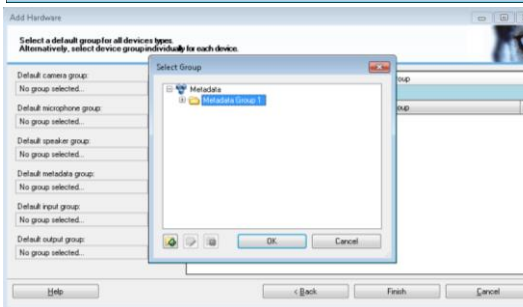 Add Hardware
Select a default group for all devices types.
Alternatively, select device group individually for each device.
Select Group
Default camera group:
No group selected...
Default microphone group:
No group selected...
Default speaker group:
No group selected...
Default metadata group:
No group selected...
Default input group:
No group selected...
Default output group:
No group selected...
Metadata
Metadata Group 1
oup
oup
OK
Cancel
Help
< Back
Finish
Cancel